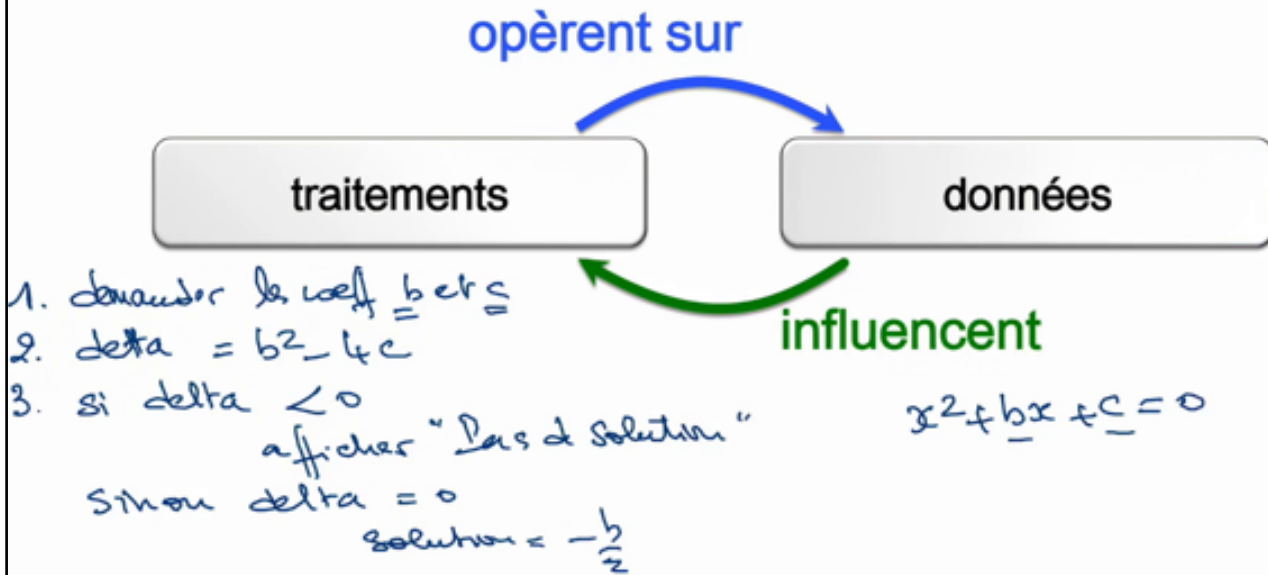 opèrent sur
traitements
données
influencent
1. demander les coeff b et c
2. delta = b² - 4c
3. si delta < 0
afficher "Pas d solution"
sinon delta = 0
solution = -b/2
x² + bx + c = 0